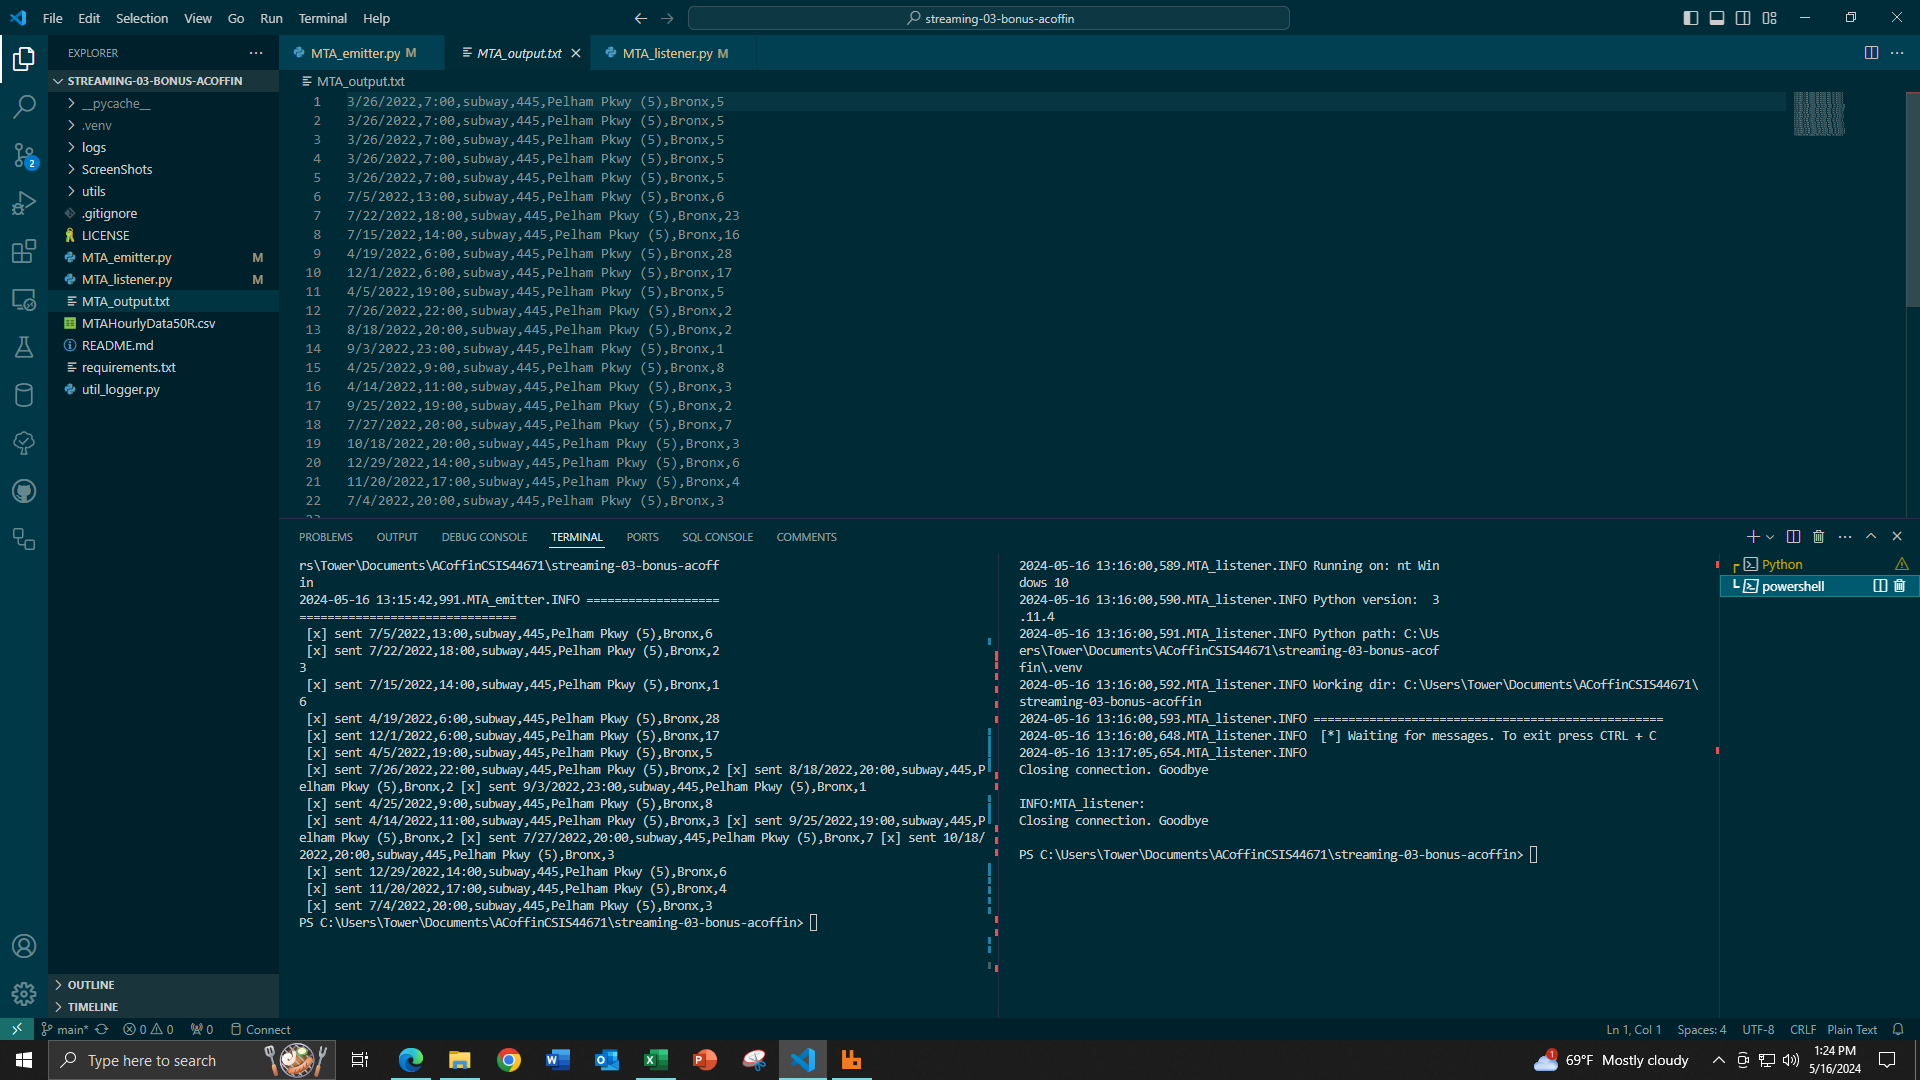 File Edit Selection View Go Run Terminal Help
streaming-03-bonus-acoffin
EXPLORER
STREAMING-03-BONUS-ACOFFIN
__pycache__
.venv
logs
ScreenShots
utils
.gitignore
LICENSE
MTA_emitter.py M
MTA_listener.py M
MTA_output.txt
MTAHourlyData50R.csv
README.md
requirements.txt
util_logger.py
OUTLINE
TIMELINE
2
MTA_emitter.py M
MTA_output.txt
MTA_listener.py M
MTA_output.txt
1 3/26/2022,7:00,subway,445,Pelham Pkwy (5),Bronx,5
2 3/26/2022,7:00,subway,445,Pelham Pkwy (5),Bronx,5
3 3/26/2022,7:00,subway,445,Pelham Pkwy (5),Bronx,5
4 3/26/2022,7:00,subway,445,Pelham Pkwy (5),Bronx,5
5 3/26/2022,7:00,subway,445,Pelham Pkwy (5),Bronx,5
6 7/5/2022,13:00,subway,445,Pelham Pkwy (5),Bronx,6
7 7/22/2022,18:00,subway,445,Pelham Pkwy (5),Bronx,23
8 7/15/2022,14:00,subway,445,Pelham Pkwy (5),Bronx,16
9 4/19/2022,6:00,subway,445,Pelham Pkwy (5),Bronx,28
10 12/1/2022,6:00,subway,445,Pelham Pkwy (5),Bronx,17
11 4/5/2022,19:00,subway,445,Pelham Pkwy (5),Bronx,5
12 7/26/2022,22:00,subway,445,Pelham Pkwy (5),Bronx,2
13 8/18/2022,20:00,subway,445,Pelham Pkwy (5),Bronx,2
14 9/3/2022,23:00,subway,445,Pelham Pkwy (5),Bronx,1
15 4/25/2022,9:00,subway,445,Pelham Pkwy (5),Bronx,8
16 4/14/2022,11:00,subway,445,Pelham Pkwy (5),Bronx,3
17 9/25/2022,19:00,subway,445,Pelham Pkwy (5),Bronx,2
18 7/27/2022,20:00,subway,445,Pelham Pkwy (5),Bronx,7
19 10/18/2022,20:00,subway,445,Pelham Pkwy (5),Bronx,3
20 12/29/2022,14:00,subway,445,Pelham Pkwy (5),Bronx,6
21 11/20/2022,17:00,subway,445,Pelham Pkwy (5),Bronx,4
22 7/4/2022,20:00,subway,445,Pelham Pkwy (5),Bronx,3
PROBLEMS OUTPUT DEBUG CONSOLE TERMINAL PORTS SQL CONSOLE COMMENTS
rs\Tower\Documents\ACoffinCSIS44671\streaming-03-bonus-acoff
in
2024-05-16 13:15:42,991.MTA_emitter.INFO ===================
===============================
[x] sent 7/5/2022,13:00,subway,445,Pelham Pkwy (5),Bronx,6
[x] sent 7/22/2022,18:00,subway,445,Pelham Pkwy (5),Bronx,2
3
[x] sent 7/15/2022,14:00,subway,445,Pelham Pkwy (5),Bronx,1
6
[x] sent 4/19/2022,6:00,subway,445,Pelham Pkwy (5),Bronx,28
[x] sent 12/1/2022,6:00,subway,445,Pelham Pkwy (5),Bronx,17
[x] sent 4/5/2022,19:00,subway,445,Pelham Pkwy (5),Bronx,5
[x] sent 7/26/2022,22:00,subway,445,Pelham Pkwy (5),Bronx,2 [x] sent 8/18/2022,20:00,subway,445,P
elham Pkwy (5),Bronx,2 [x] sent 9/3/2022,23:00,subway,445,Pelham Pkwy (5),Bronx,1
[x] sent 4/25/2022,9:00,subway,445,Pelham Pkwy (5),Bronx,8
[x] sent 4/14/2022,11:00,subway,445,Pelham Pkwy (5),Bronx,3 [x] sent 9/25/2022,19:00,subway,445,P
elham Pkwy (5),Bronx,2 [x] sent 7/27/2022,20:00,subway,445,Pelham Pkwy (5),Bronx,7 [x] sent 10/18/
2022,20:00,subway,445,Pelham Pkwy (5),Bronx,3
[x] sent 12/29/2022,14:00,subway,445,Pelham Pkwy (5),Bronx,6
[x] sent 11/20/2022,17:00,subway,445,Pelham Pkwy (5),Bronx,4
[x] sent 7/4/2022,20:00,subway,445,Pelham Pkwy (5),Bronx,3
PS C:\Users\Tower\Documents\ACoffinCSIS44671\streaming-03-bonus-acoffin>
2024-05-16 13:16:00,589.MTA_listener.INFO Running on: nt Win
dows 10
2024-05-16 13:16:00,590.MTA_listener.INFO Python version:  3
.11.4
2024-05-16 13:16:00,591.MTA_listener.INFO Python path: C:\Us
ers\Tower\Documents\ACoffinCSIS44671\streaming-03-bonus-acof
fin\.venv
2024-05-16 13:16:00,592.MTA_listener.INFO Working dir: C:\Users\Tower\Documents\ACoffinCSIS44671\
streaming-03-bonus-acoffin
2024-05-16 13:16:00,593.MTA_listener.INFO ==================================================
2024-05-16 13:16:00,648.MTA_listener.INFO  [*] Waiting for messages. To exit press CTRL + C
2024-05-16 13:17:05,654.MTA_listener.INFO
Closing connection. Goodbye
INFO:MTA_listener:
Closing connection. Goodbye
PS C:\Users\Tower\Documents\ACoffinCSIS44671\streaming-03-bonus-acoffin>
Python
powershell
main* 0 0 0 Connect
Ln 1, Col 1 Spaces: 4 UTF-8 CRLF Plain Text
Type here to search
1
69°F Mostly cloudy
1:24 PM
5/16/2024